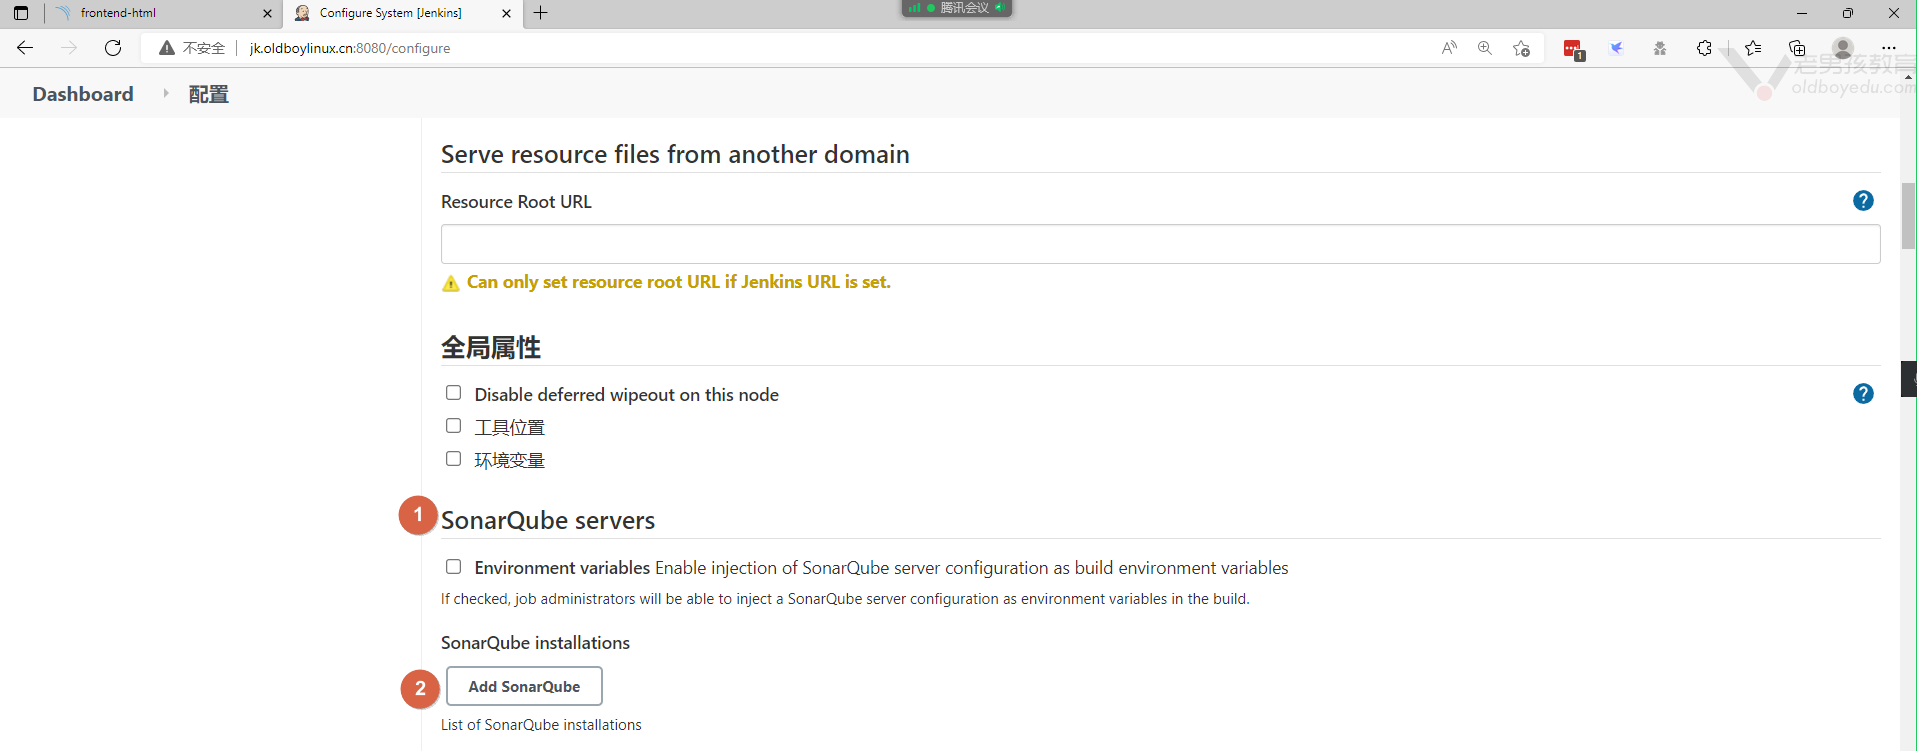 frontend-html
Configure System [Jenkins]
腾讯会议
不安全
jk.oldboylinux.cn:8080/configure
1
老男孩教育
oldboyedu.com
Dashboard
配置
Serve resource files from another domain
Resource Root URL
?
Can only set resource root URL if Jenkins URL is set.
全局属性
Disable deferred wipeout on this node
?
工具位置
环境变量
1
SonarQube servers
Environment variables Enable injection of SonarQube server configuration as build environment variables
If checked, job administrators will be able to inject a SonarQube server configuration as environment variables in the build.
SonarQube installations
2
Add SonarQube
List of SonarQube installations